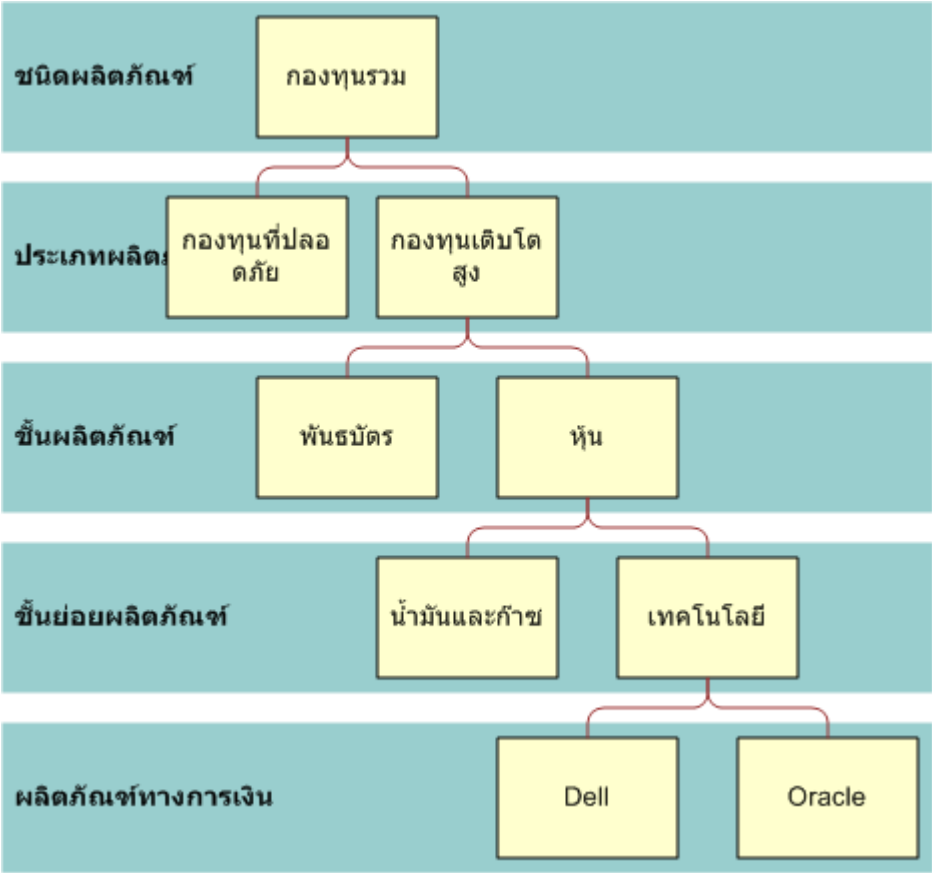 ชนิดผลิตภัณฑ์
กองทุนรวม
ประเภทผลิต
กองทุนที่ปลอ
ดภัย
กองทุนเติบโต
สูง
ชั้นผลิตภัณฑ์
พันธบัตร
หุ้น
ชั้นย่อยผลิตภัณฑ์
น้ำมันและก๊าซ
เทคโนโลยี
ผลิตภัณฑ์ทางการเงิน
Dell
Oracle